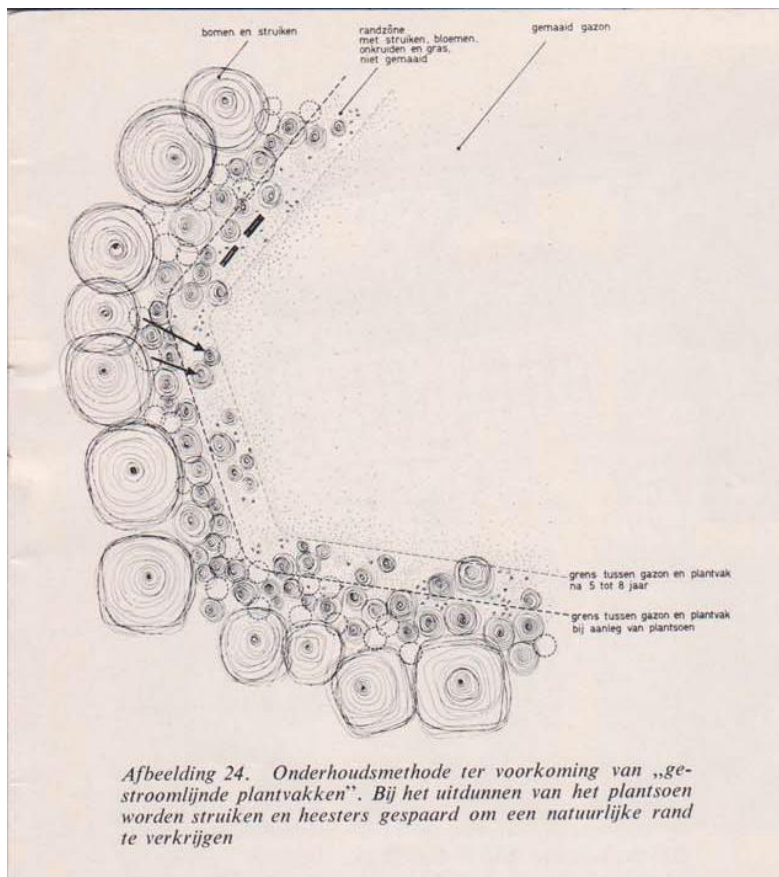 bomen en struiken
randzône
met struiken, bloemen,
onkruiden en gras,
niet gemaaid
gemaaid gazon
grens tussen gazon en plantvak
na 5 tot 8 jaar
grens tussen gazon en plantvak
bij aanleg van plantsoen
Afbeelding 24. Onderhoudsmethode ter voorkoming van „ge-
stroomlijnde plantvakken”. Bij het uitdunnen van het plantsoen
worden struiken en heesters gespaard om een natuurlijke rand
te verkrijgen